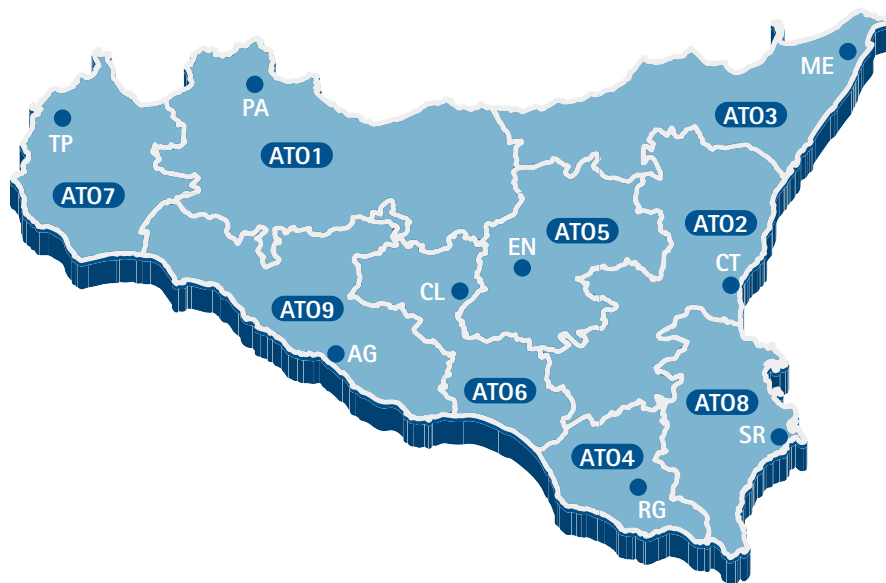 ME
PA
ATO3
TP
ATO1
ATO7
ATO2
ATO5
EN
CT
CL
ATO9
AG
ATO6
ATO8
SR
ATO4
RG